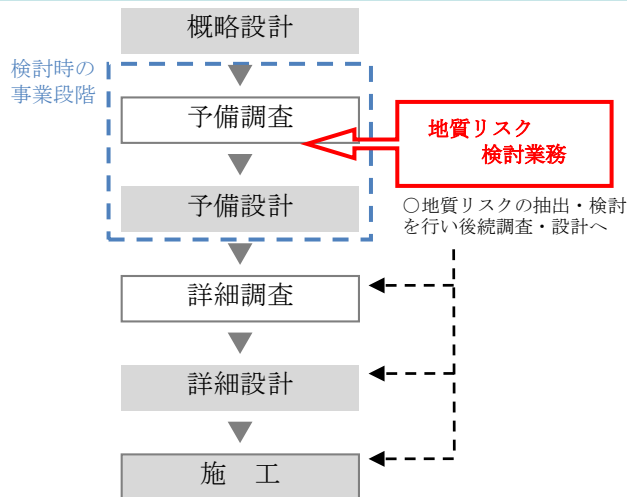 概略設計
検討時の
事業段階
予備調査
地質リスク
検討業務
予備設計
○地質リスクの抽出・検討
を行い後続調査・設計へ
詳細調査
詳細設計
施　工